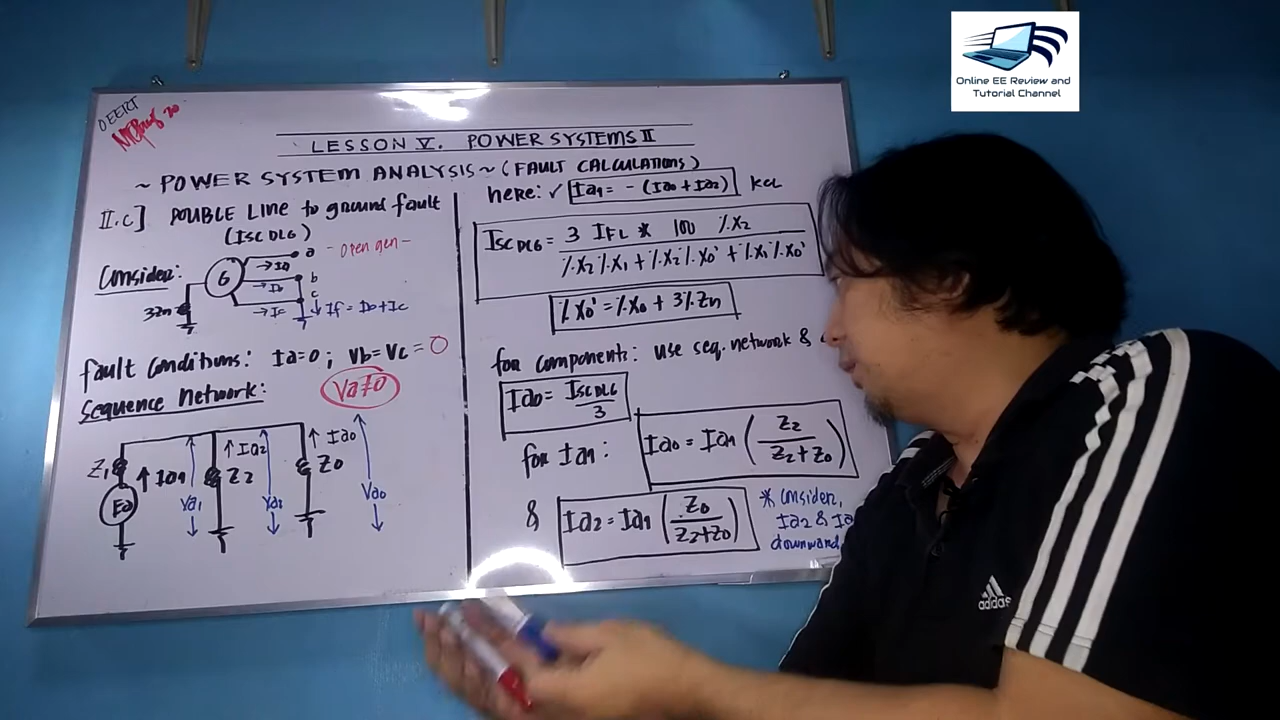 Online EE Review and
Tutorial Channel
OEERT
LESSON V. POWER SYSTEMS II
~ POWER SYSTEM ANALYSIS ~ (FAULT CALCULATIONS)
II.c] DOUBLE LINE to ground fault
(ISC DLG)
Consider:
G
a - open gen -
→ Ia
b
→ Ib
c
→ Ic
3Zn
↓ If = Ib + Ic
fault conditions: Ia=0 ; Vb=Vc = 0
Va≠0
Sequence Network:
Z1 ↑ Ia1
Ea
↑ Ia2
Z2
↑ Ia0
Z0
Va1
Va2
Va0
here: ✓ Ia1 = - (Ia0 + Ia2) KCL
ISC DLG = 3 IFL * 100 %X2
%X2 %X1 + %X2 %X0' + %X1 %X0'
%X0' = %X0 + 3%Zn
for components: use seq. network &
Ia0 = ISC DLG
3
for Ia1:
Ia0 = Ia1 ( Z2
Z2+Z0 )
& Ia2 = Ia1 ( Z0
Z2+Z0 )
* Consider,
Ia2 & Ia
downward
adidas